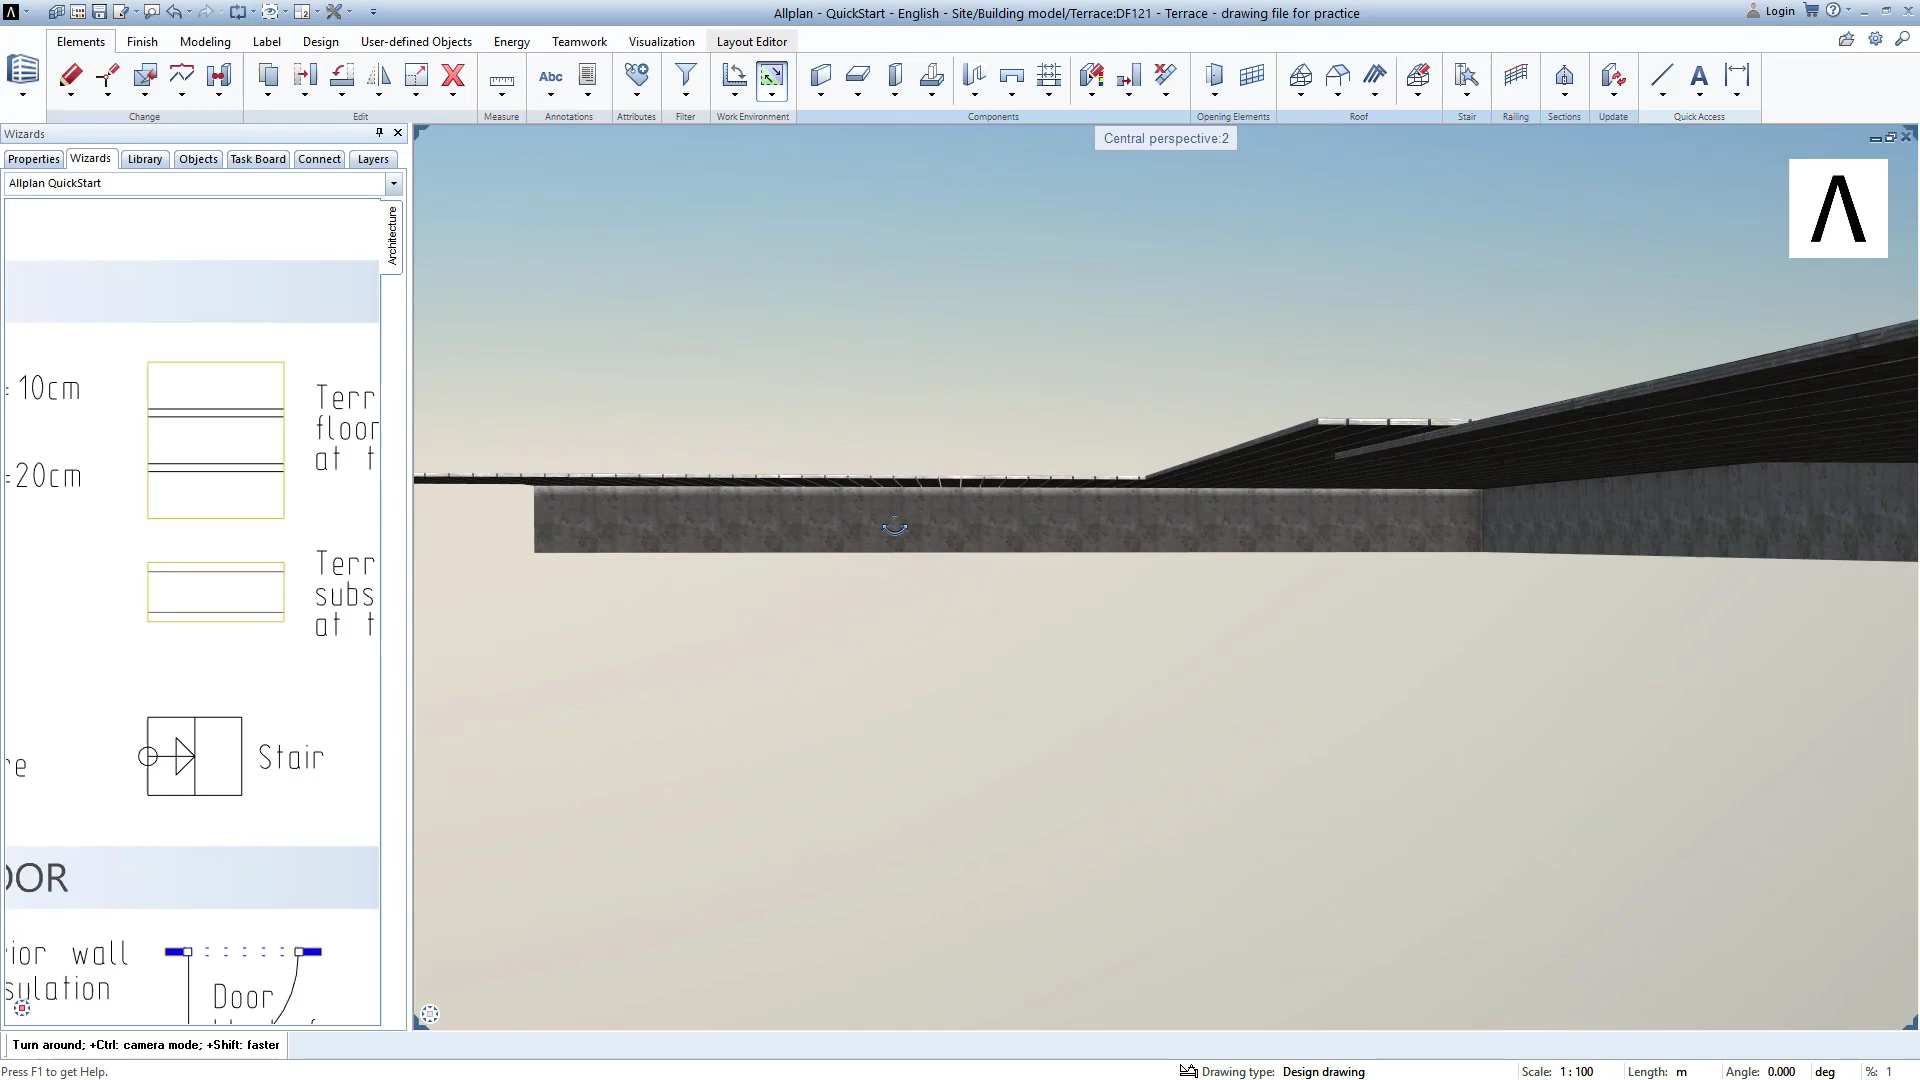 Allplan - QuickStart - English - Site/Building model/Terrace:DF121 - Terrace - drawing file for practice
Login
Elements
Finish
Modeling
Label
Design
User-defined Objects
Energy
Teamwork
Visualization
Layout Editor
Abc
Change
Edit
Measure
Annotations
Attributes
Filter
Work Environment
Components
Opening Elements
Roof
Stair
Railing
Sections
Update
Quick Access
Wizards
Properties
Wizards
Library
Objects
Task Board
Connect
Layers
Allplan QuickStart
Architecture
Central perspective:2
10cm
Terr
floor
at t
20cm
Terr
subs
at t
Stair
re
OOR
rior wall
sulation
Door
Turn around; +Ctrl: camera mode; +Shift: faster
Press F1 to get Help.
Drawing type: Design drawing
Scale: 1 : 100
Length: m
Angle: 0.000 deg
%: 1